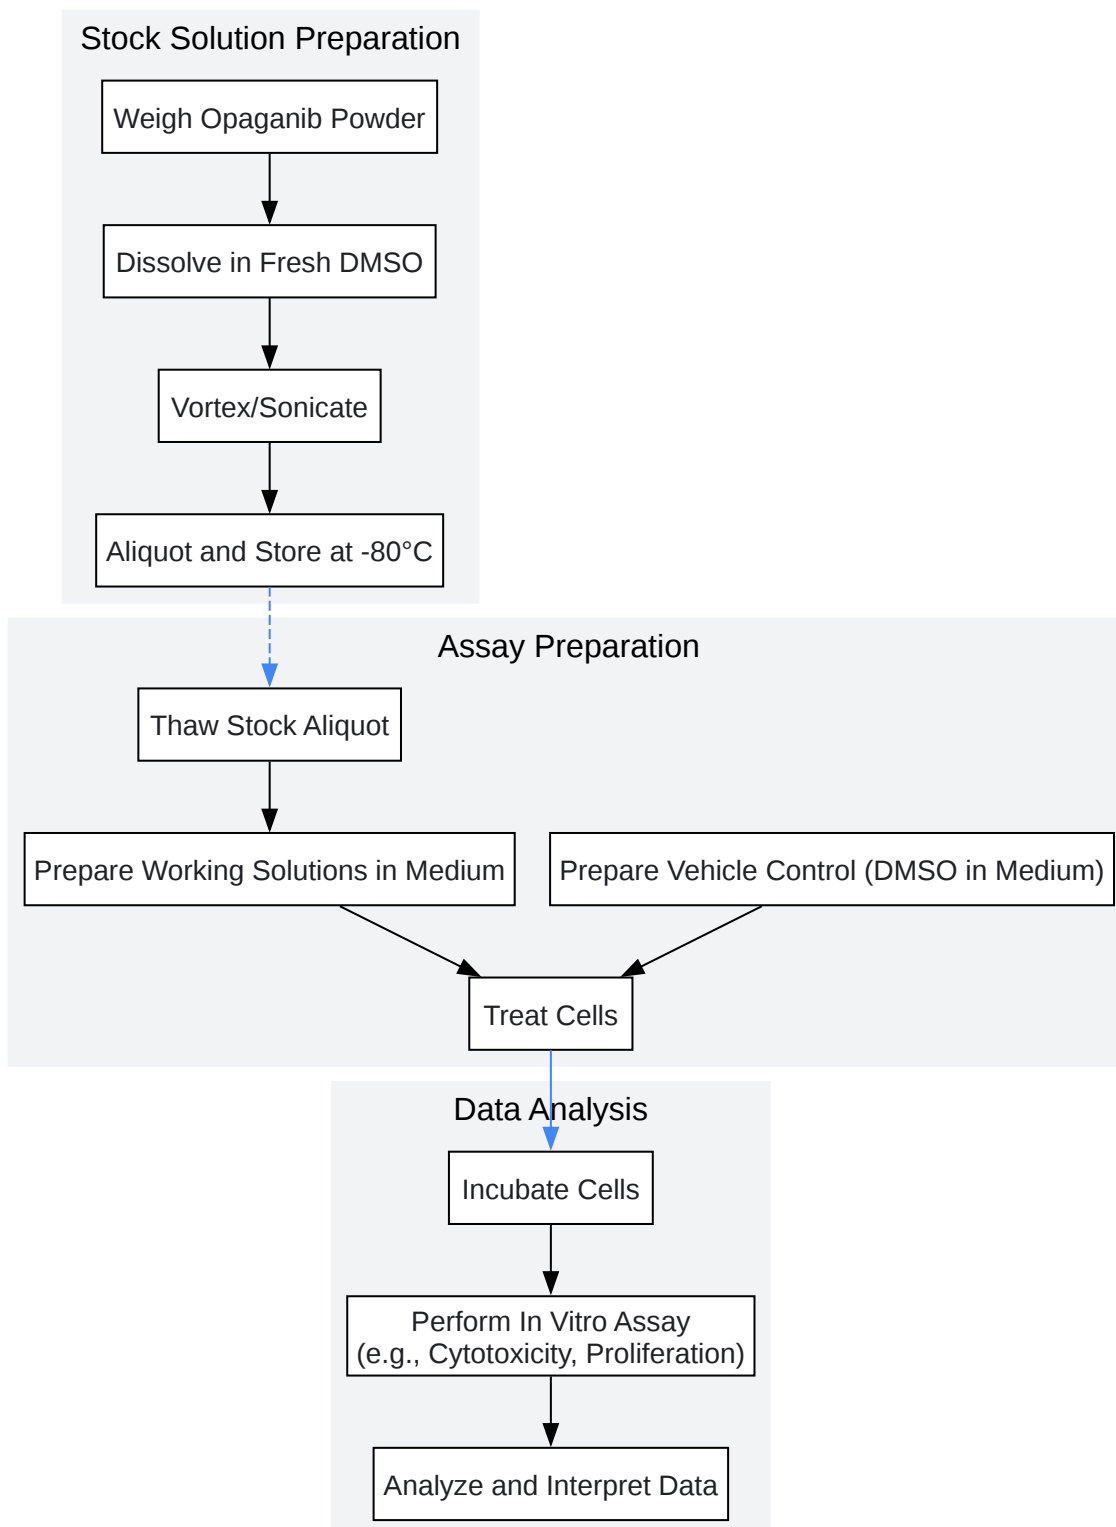 Stock Solution Preparation
Weigh Opaganib Powder
Dissolve in Fresh DMSO
Vortex/Sonicate
Aliquot and Store at -80°C
Assay Preparation
Thaw Stock Aliquot
Prepare Working Solutions in Medium
Prepare Vehicle Control (DMSO in Medium)
Treat Cells
Data Analysis
Incubate Cells
Perform In Vitro Assay
(e.g., Cytotoxicity, Proliferation)
Analyze and Interpret Data